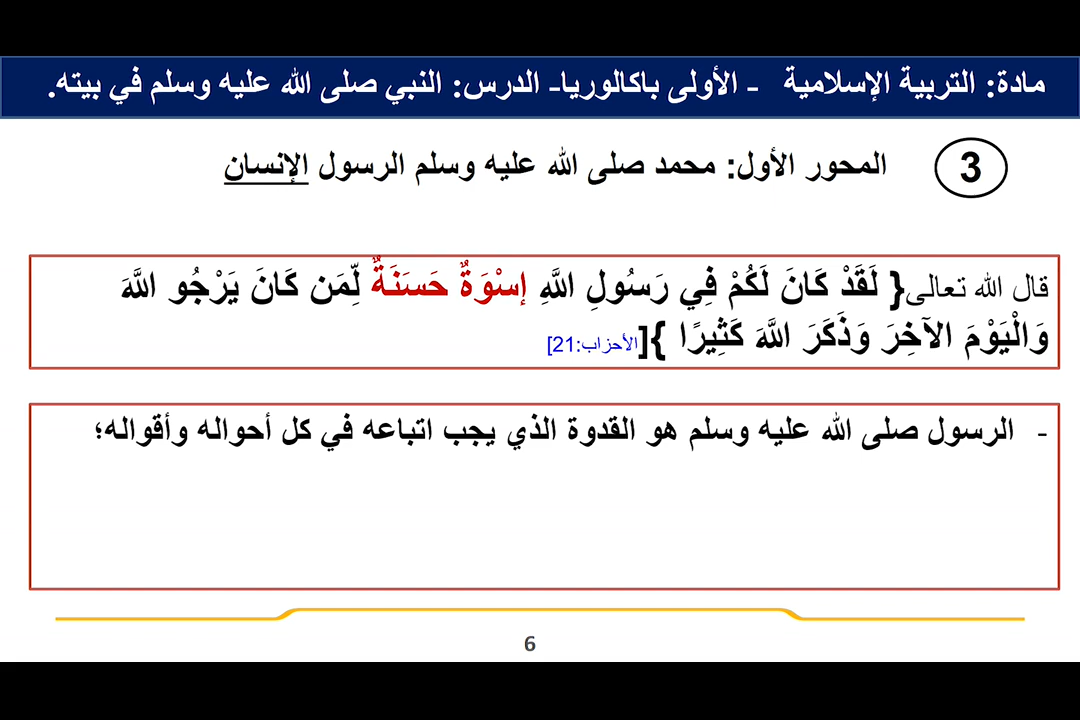 مادة: التربية الإسلامية - الأولى باكالوريا- الدرس: النبي صلى الله عليه وسلم في بيته.
3
المحور الأول: محمد صلى الله عليه وسلم الرسول الإنسان
قال الله تعالى{ لَقَدْ كَانَ لَكُمْ فِي رَسُولِ اللَّهِ إسْوَةٌ حَسَنَةٌ لِّمَن كَانَ يَرْجُو اللَّهَ
وَالْيَوْمَ الآخِرَ وَذَكَرَ اللَّهَ كَثِيرًا }[الأحزاب:21]
- الرسول صلى الله عليه وسلم هو القدوة الذي يجب اتباعه في كل أحواله وأقواله؛
6